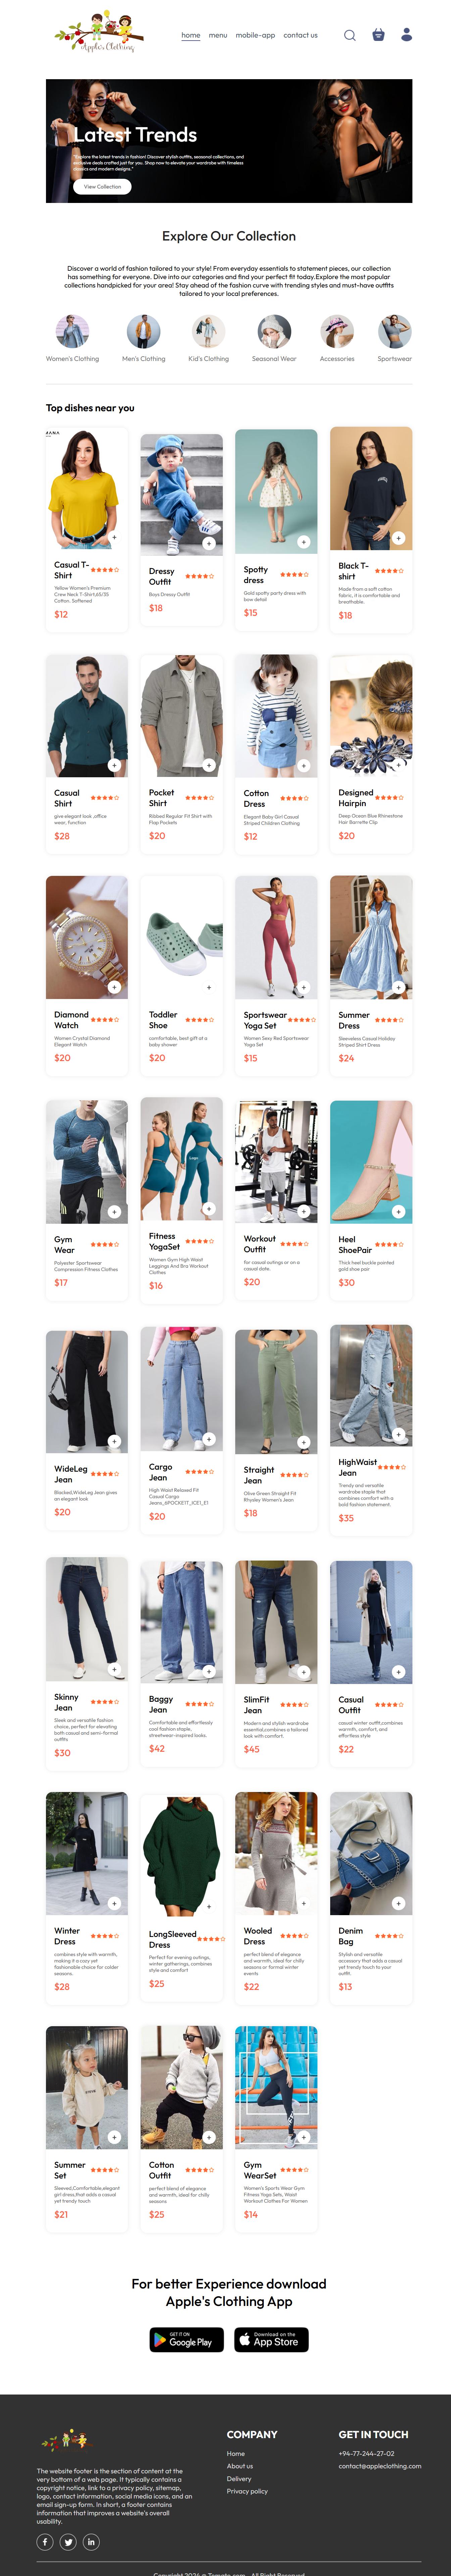 Apple's Clothing
home menu mobile-app contact us
Latest Trends
"Explore the latest trends in fashion! Discover stylish outfits, seasonal collections, and
exclusive deals crafted just for you. Shop now to elevate your wardrobe with timeless
classics and modern designs."
View Collection
Explore Our Collection
Discover a world of fashion tailored to your style! From everyday essentials to statement pieces, our collection
has something for everyone. Dive into our categories and find your perfect fit today.Explore the most popular
collections handpicked for your area! Stay ahead of the fashion curve with trending styles and must-have outfits
tailored to your local preferences.
Women's Clothing Men's Clothing Kid's Clothing Seasonal Wear Accessories Sportswear
Top dishes near you
Casual T-
Shirt
Yellow Women's Premium
Crew Neck T-Shirt,65/35
Cotton, Softened
$12
Dressy
Outfit
Boys Dressy Outfit
$18
Spotty
dress
Gold spotty party dress with
bow detail
$15
Black T-
shirt
Made from a soft cotton
fabric, it is comfortable and
breathable.
$18
Casual
Shirt
give elegant look ,office
wear, function
$28
Pocket
Shirt
Ribbed Regular Fit Shirt with
Flap Pockets
$20
Cotton
Dress
Elegant Baby Girl Casual
Striped Children Clothing
$12
Designed
Hairpin
Deep Ocean Blue Rhinestone
Hair Barrette Clip
$20
Diamond
Watch
Women Crystal Diamond
Elegant Watch
$20
Toddler
Shoe
comfortable, best gift at a
baby shower
$20
Sportswear
Yoga Set
Women Sexy Red Sportswear
Yoga Set
$15
Summer
Dress
Sleeveless Casual Holiday
Striped Shirt Dress
$24
Gym
Wear
Polyester Sportswear
Compression Fitness Clothes
$17
Logo
Fitness
YogaSet
Women Gym High Waist
Leggings And Bra Workout
Clothes
$16
Workout
Outfit
for casual outings or on a
casual date.
$20
Heel
ShoePair
Thick heel buckle pointed
gold shoe pair
$30
WideLeg
Jean
Blacked,WideLeg Jean gives
an elegant look
$20
Cargo
Jean
High Waist Relaxed Fit
Casual Cargo
Jeans_6POCKETT_ICE1_E1
$20
Straight
Jean
Olive Green Straight Fit
Rhysley Women's Jean
$18
HighWaist
Jean
Trendy and versatile
wardrobe staple that
combines comfort with a
bold fashion statement.
$35
Skinny
Jean
Sleek and versatile fashion
choice, perfect for elevating
both casual and semi-formal
outfits
$30
Baggy
Jean
Comfortable and effortlessly
cool fashion staple,
streetwear-inspired looks.
$42
SlimFit
Jean
Modern and stylish wardrobe
essential,combines a tailored
look with comfort.
$45
Casual
Outfit
casual winter outfit,combines
warmth, comfort, and
effortless style
$22
Winter
Dress
combines style with warmth,
making it a cozy yet
fashionable choice for colder
seasons.
$28
LongSleeved
Dress
Perfect for evening outings,
winter gatherings, combines
style and comfort
$25
Wooled
Dress
perfect blend of elegance
and warmth, ideal for chilly
seasons or formal winter
events
$22
Denim
Bag
Stylish and versatile
accessory that adds a casual
yet trendy touch to your
outfit.
$13
Summer
Set
Sleeved,Comfortable,elegant
girl dress,that adds a casual
yet trendy touch
$21
Cotton
Outfit
perfect blend of elegance
and warmth, ideal for chilly
seasons
$25
Gym
WearSet
Women's Sports Wear Gym
Fitness Yoga Sets, Waist
Workout Clothes For Women
$14
For better Experience download
Apple's Clothing App
GET IT ON
Google Play
Download on the
App Store
The website footer is the section of content at the
very bottom of a web page. It typically contains a
copyright notice, link to a privacy policy, sitemap,
logo, contact information, social media icons, and an
email sign-up form. In short, a footer contains
information that improves a website's overall
usability.
COMPANY
Home
About us
Delivery
Privacy policy
GET IN TOUCH
+94-77-244-27-02
contact@appleclothing.com
Copyright 2024 © Tomato.com - All Right Reserved.